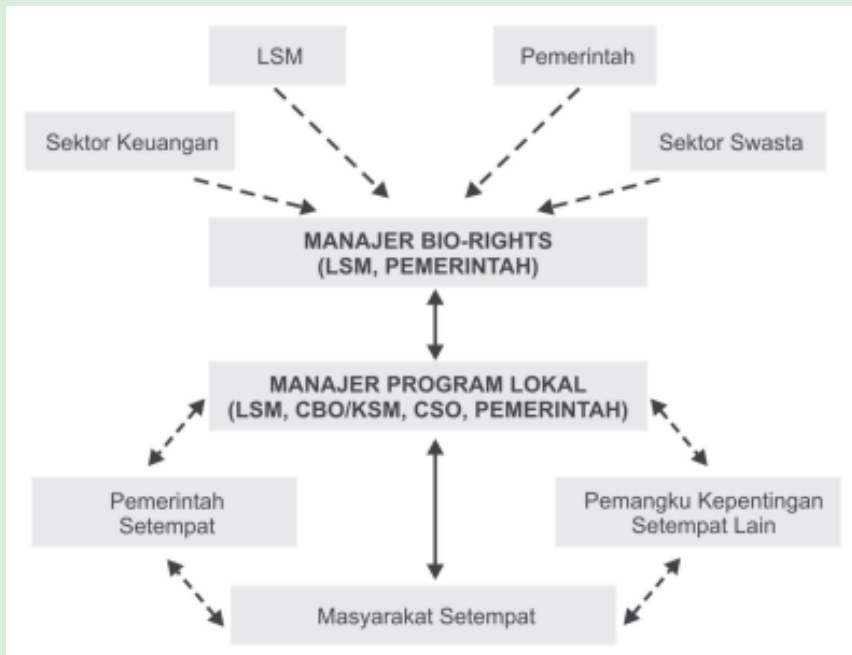 LSM
Pemerintah
Sektor Keuangan
Sektor Swasta
MANAJER BIO-RIGHTS
(LSM, PEMERINTAH)
MANAJER PROGRAM LOKAL
(LSM, CBO/KSM, CSO, PEMERINTAH)
Pemerintah
Setempat
Pemangku Kepentingan
Setempat Lain
Masyarakat Setempat